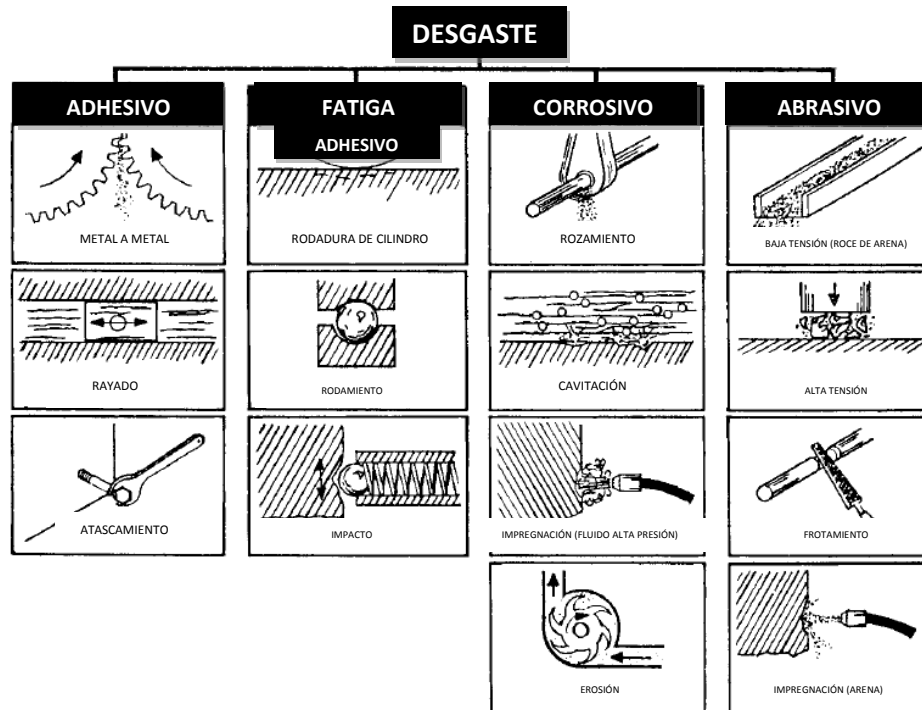 DESGASTE
ADHESIVO
FATIGA
ADHESIVO
CORROSIVO
ABRASIVO
METAL A METAL
RODADURA DE CILINDRO
ROZAMIENTO
BAJA TENSIÓN (ROCE DE ARENA)
RAYADO
RODAMIENTO
CAVITACIÓN
ALTA TENSIÓN
ATASCAMIENTO
IMPACTO
IMPREGNACIÓN (FLUIDO ALTA PRESIÓN)
FROTAMIENTO
EROSIÓN
IMPREGNACIÓN (ARENA)